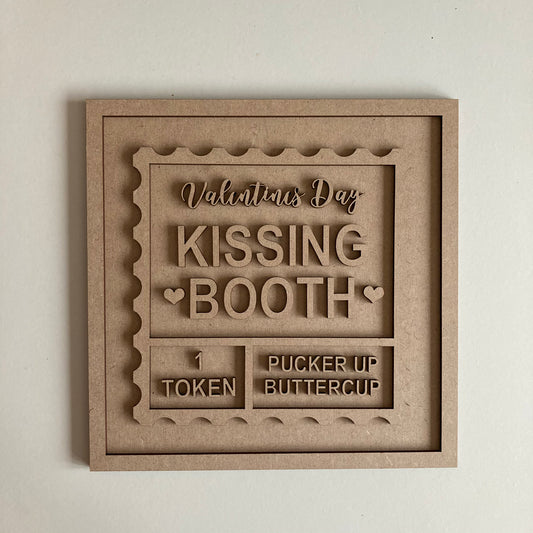 Valentines Day
KISSING
BOOTH
1
TOKEN
PUCKER UP
BUTTERCUP